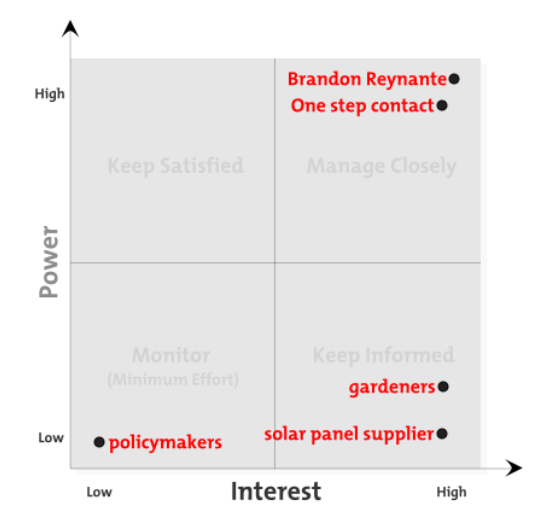 High
Brandon Reynante
One step contact
Keep Satisfied
Manage Closely
Power
Monitor
(Minimum Effort)
Keep Informed
gardeners
solar panel supplier
Low
policymakers
Low
Interest
High